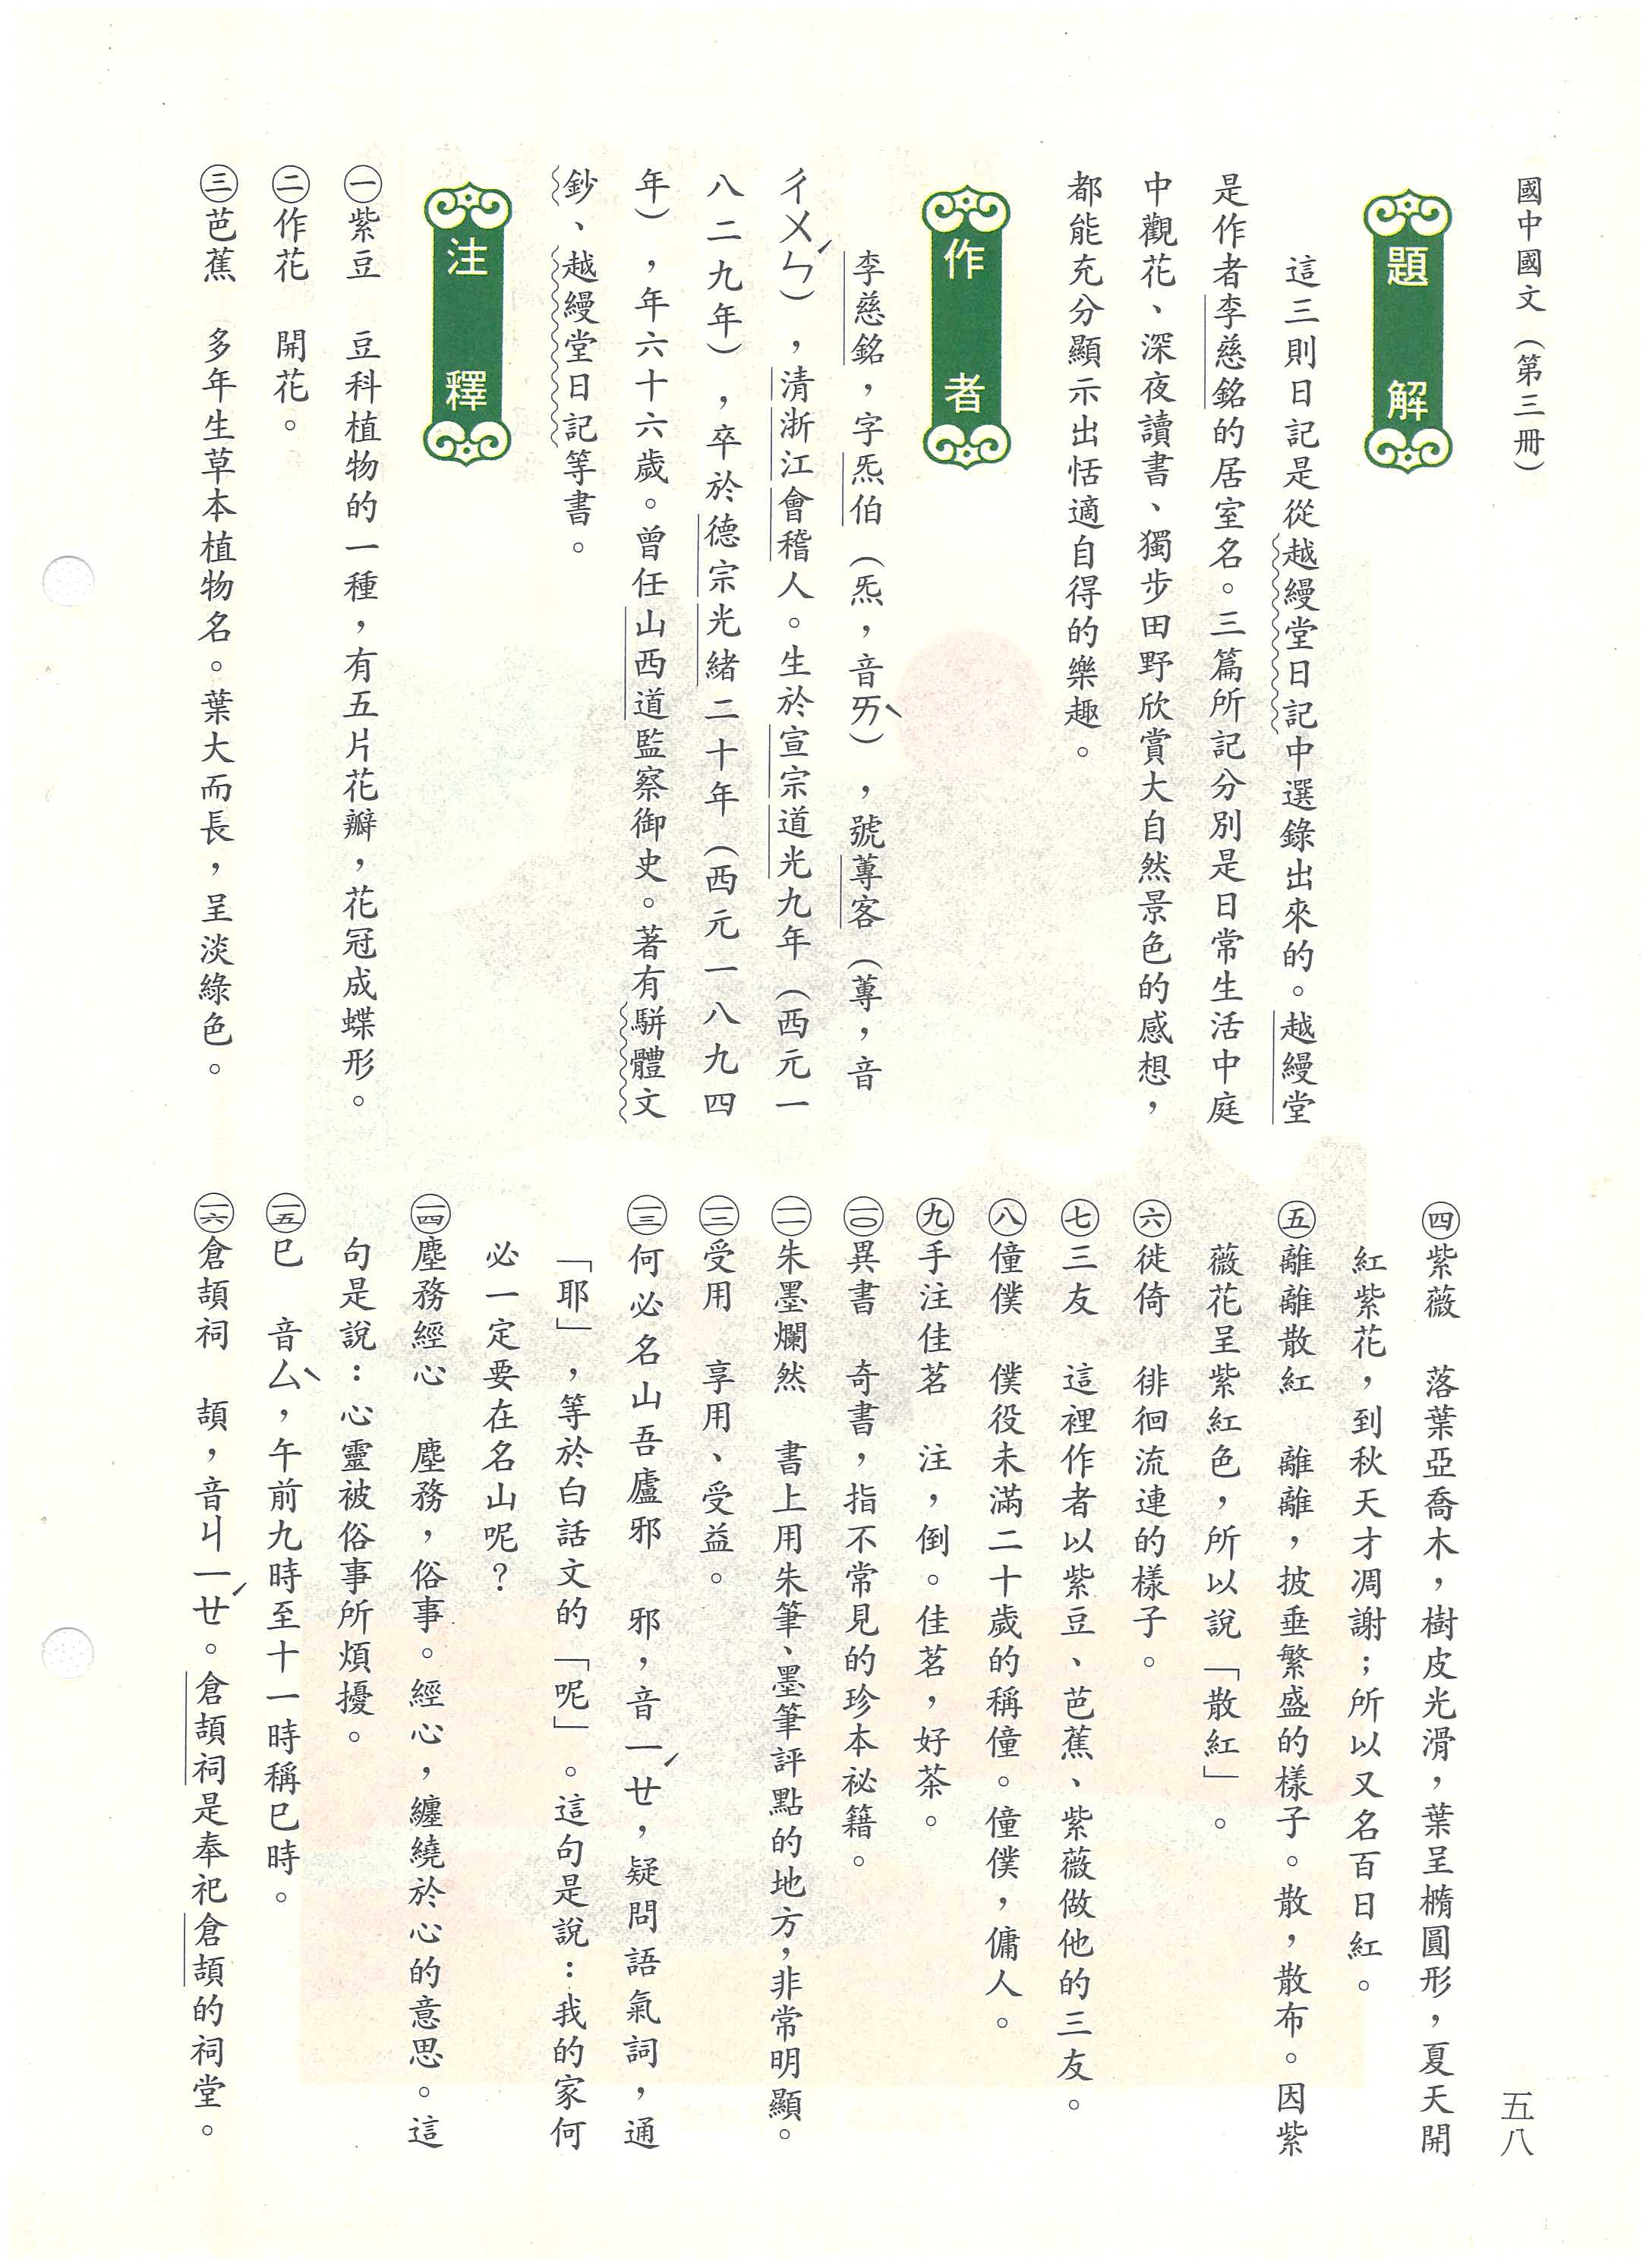 國中國文（第三冊）
題解
這三則日記是從越縵堂日記中選錄出來的。越縵堂
是作者李慈銘的居室名。三篇所記分別是日常生活中庭
中觀花、深夜讀書、獨步田野欣賞大自然景色的感想，
都能充分顯示出恬適自得的樂趣。
作者
李慈銘，字炁伯（炁，音ㄞˋ），號蓴客（蓴，音
ㄔㄨㄣˊ），清浙江會稽人。生於宣宗道光九年（西元一
八二九年），卒於德宗光緒二十年（西元一八九四
年），年六十六歲。曾任山西道監察御史。著有駢體文
鈔、越縵堂日記等書。
注釋
㊀紫豆　豆科植物的一種，有五片花瓣，花冠成蝶形。
㊁作花　開花。
㊂芭蕉　多年生草本植物名。葉大而長，呈淡綠色。
㊃紫薇　落葉亞喬木，樹皮光滑，葉呈橢圓形，夏天開
紅紫花，到秋天才凋謝；所以又名百日紅。
㊄離離散紅　離離，披垂繁盛的樣子。散，散布。因紫
薇花呈紫紅色，所以說「散紅」。
㊅徙倚　徘徊流連的樣子。
㊆三友　這裡作者以紫豆、芭蕉、紫薇做他的三友。
㊇僮僕　僕役未滿二十歲的稱僮。僮僕，傭人。
㊈手注佳茗　注，倒。佳茗，好茶。
一〇異書　奇書，指不常見的珍本祕籍。
一一朱墨爛然　書上用朱筆、墨筆評點的地方，非常明顯。
一二受用　享用、受益。
一三何必名山吾廬邪　邪，音ㄧㄝˊ，疑問語氣詞，通
「耶」，等於白話文的「呢」。這句是說：我的家何
必一定要在名山呢？
一四塵務經心　塵務，俗事。經心，纏繞於心的意思。這
句是說：心靈被俗事所煩擾。
一五巳　音ㄙˋ，午前九時至十一時稱巳時。
一六倉頡祠　頡，音ㄐㄧㄝˊ。倉頡祠是奉祀倉頡的祠堂。
五八